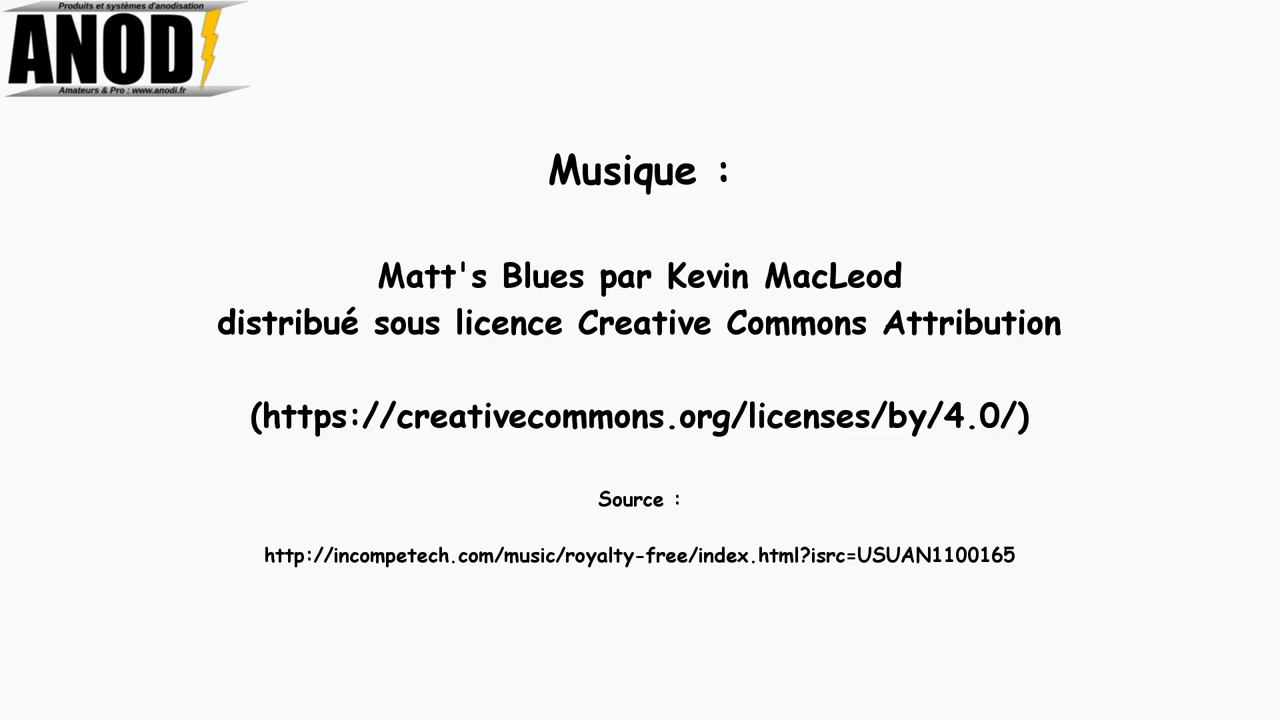 Produits et systèmes d'anodisation
ANODI
Amateurs & Pro : www.anodi.fr
Musique :
Matt's Blues par Kevin MacLeod
distribué sous licence Creative Commons Attribution
(https://creativecommons.org/licenses/by/4.0/)
Source :
http://incompetech.com/music/royalty-free/index.html?isrc=USUAN1100165